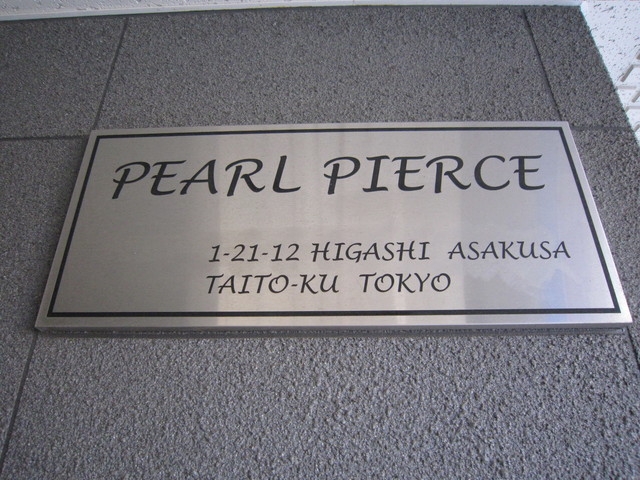 PEARL PIERCE
1-21-12 HIGASHI ASAKUSA
TAITO-KU TOKYO